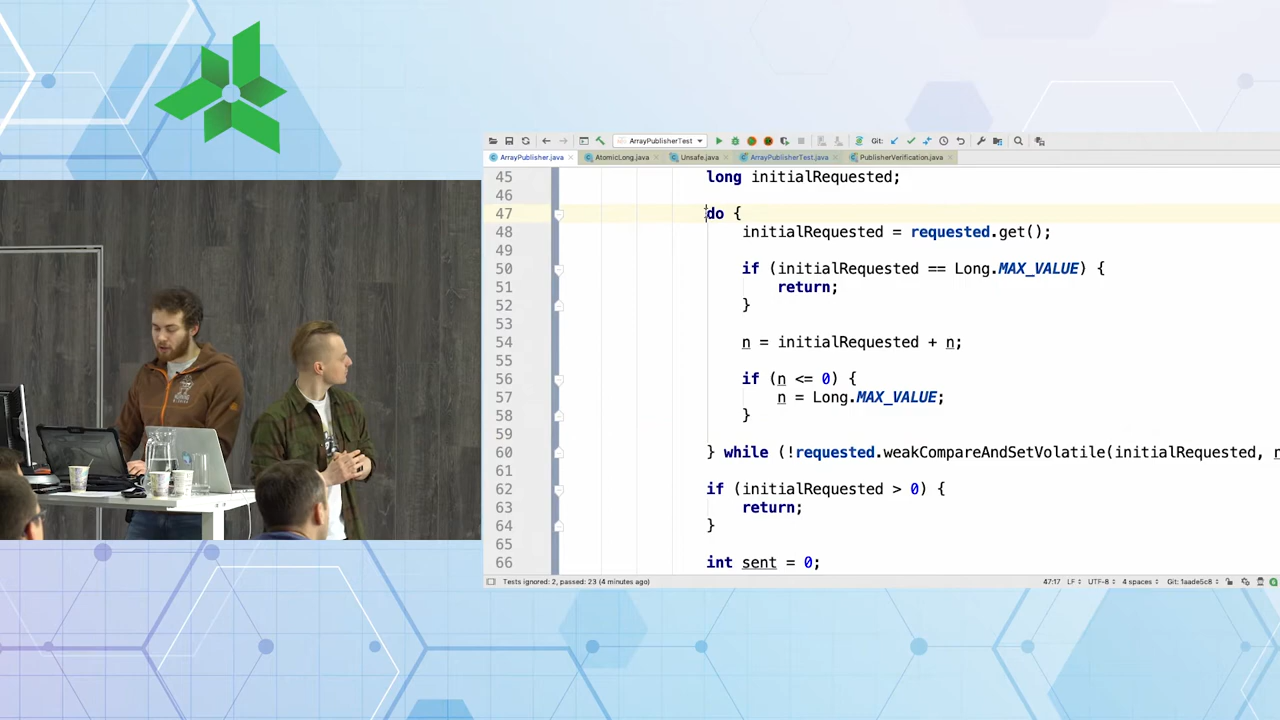 ArrayPublisherTest
Git:
ArrayPublisher.java
AtomicLong.java
Unsafe.java
ArrayPublisherTest.java
PublisherVerification.java
45 long initialRequested;
46
47 do {
48 initialRequested = requested.get();
49
50 if (initialRequested == Long.MAX_VALUE) {
51 return;
52 }
53
54 n = initialRequested + n;
55
56 if (n <= 0) {
57 n = Long.MAX_VALUE;
58 }
59
60 } while (!requested.weakCompareAndSetVolatile(initialRequested, n
61
62 if (initialRequested > 0) {
63 return;
64 }
65
66 int sent = 0;
Tests ignored: 2, passed: 23 (4 minutes ago)
47:17 LF UTF-8 4 spaces Git: 1aade5c8